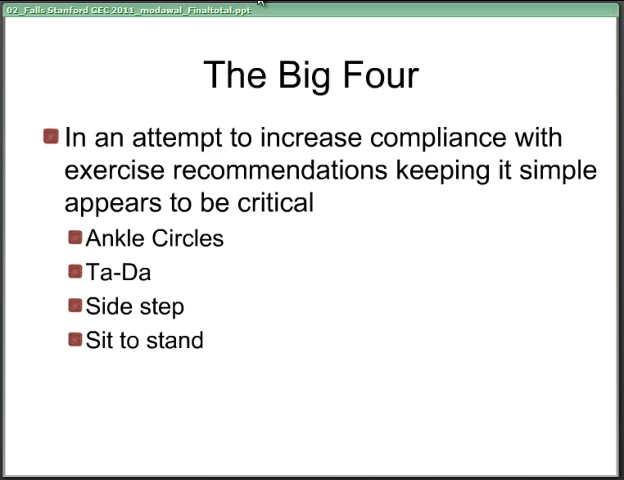 02_Falls Stanford GEC 2011_modawal_Finaltotal.ppt
The Big Four
In an attempt to increase compliance with
exercise recommendations keeping it simple
appears to be critical
Ankle Circles
Ta-Da
Side step
Sit to stand